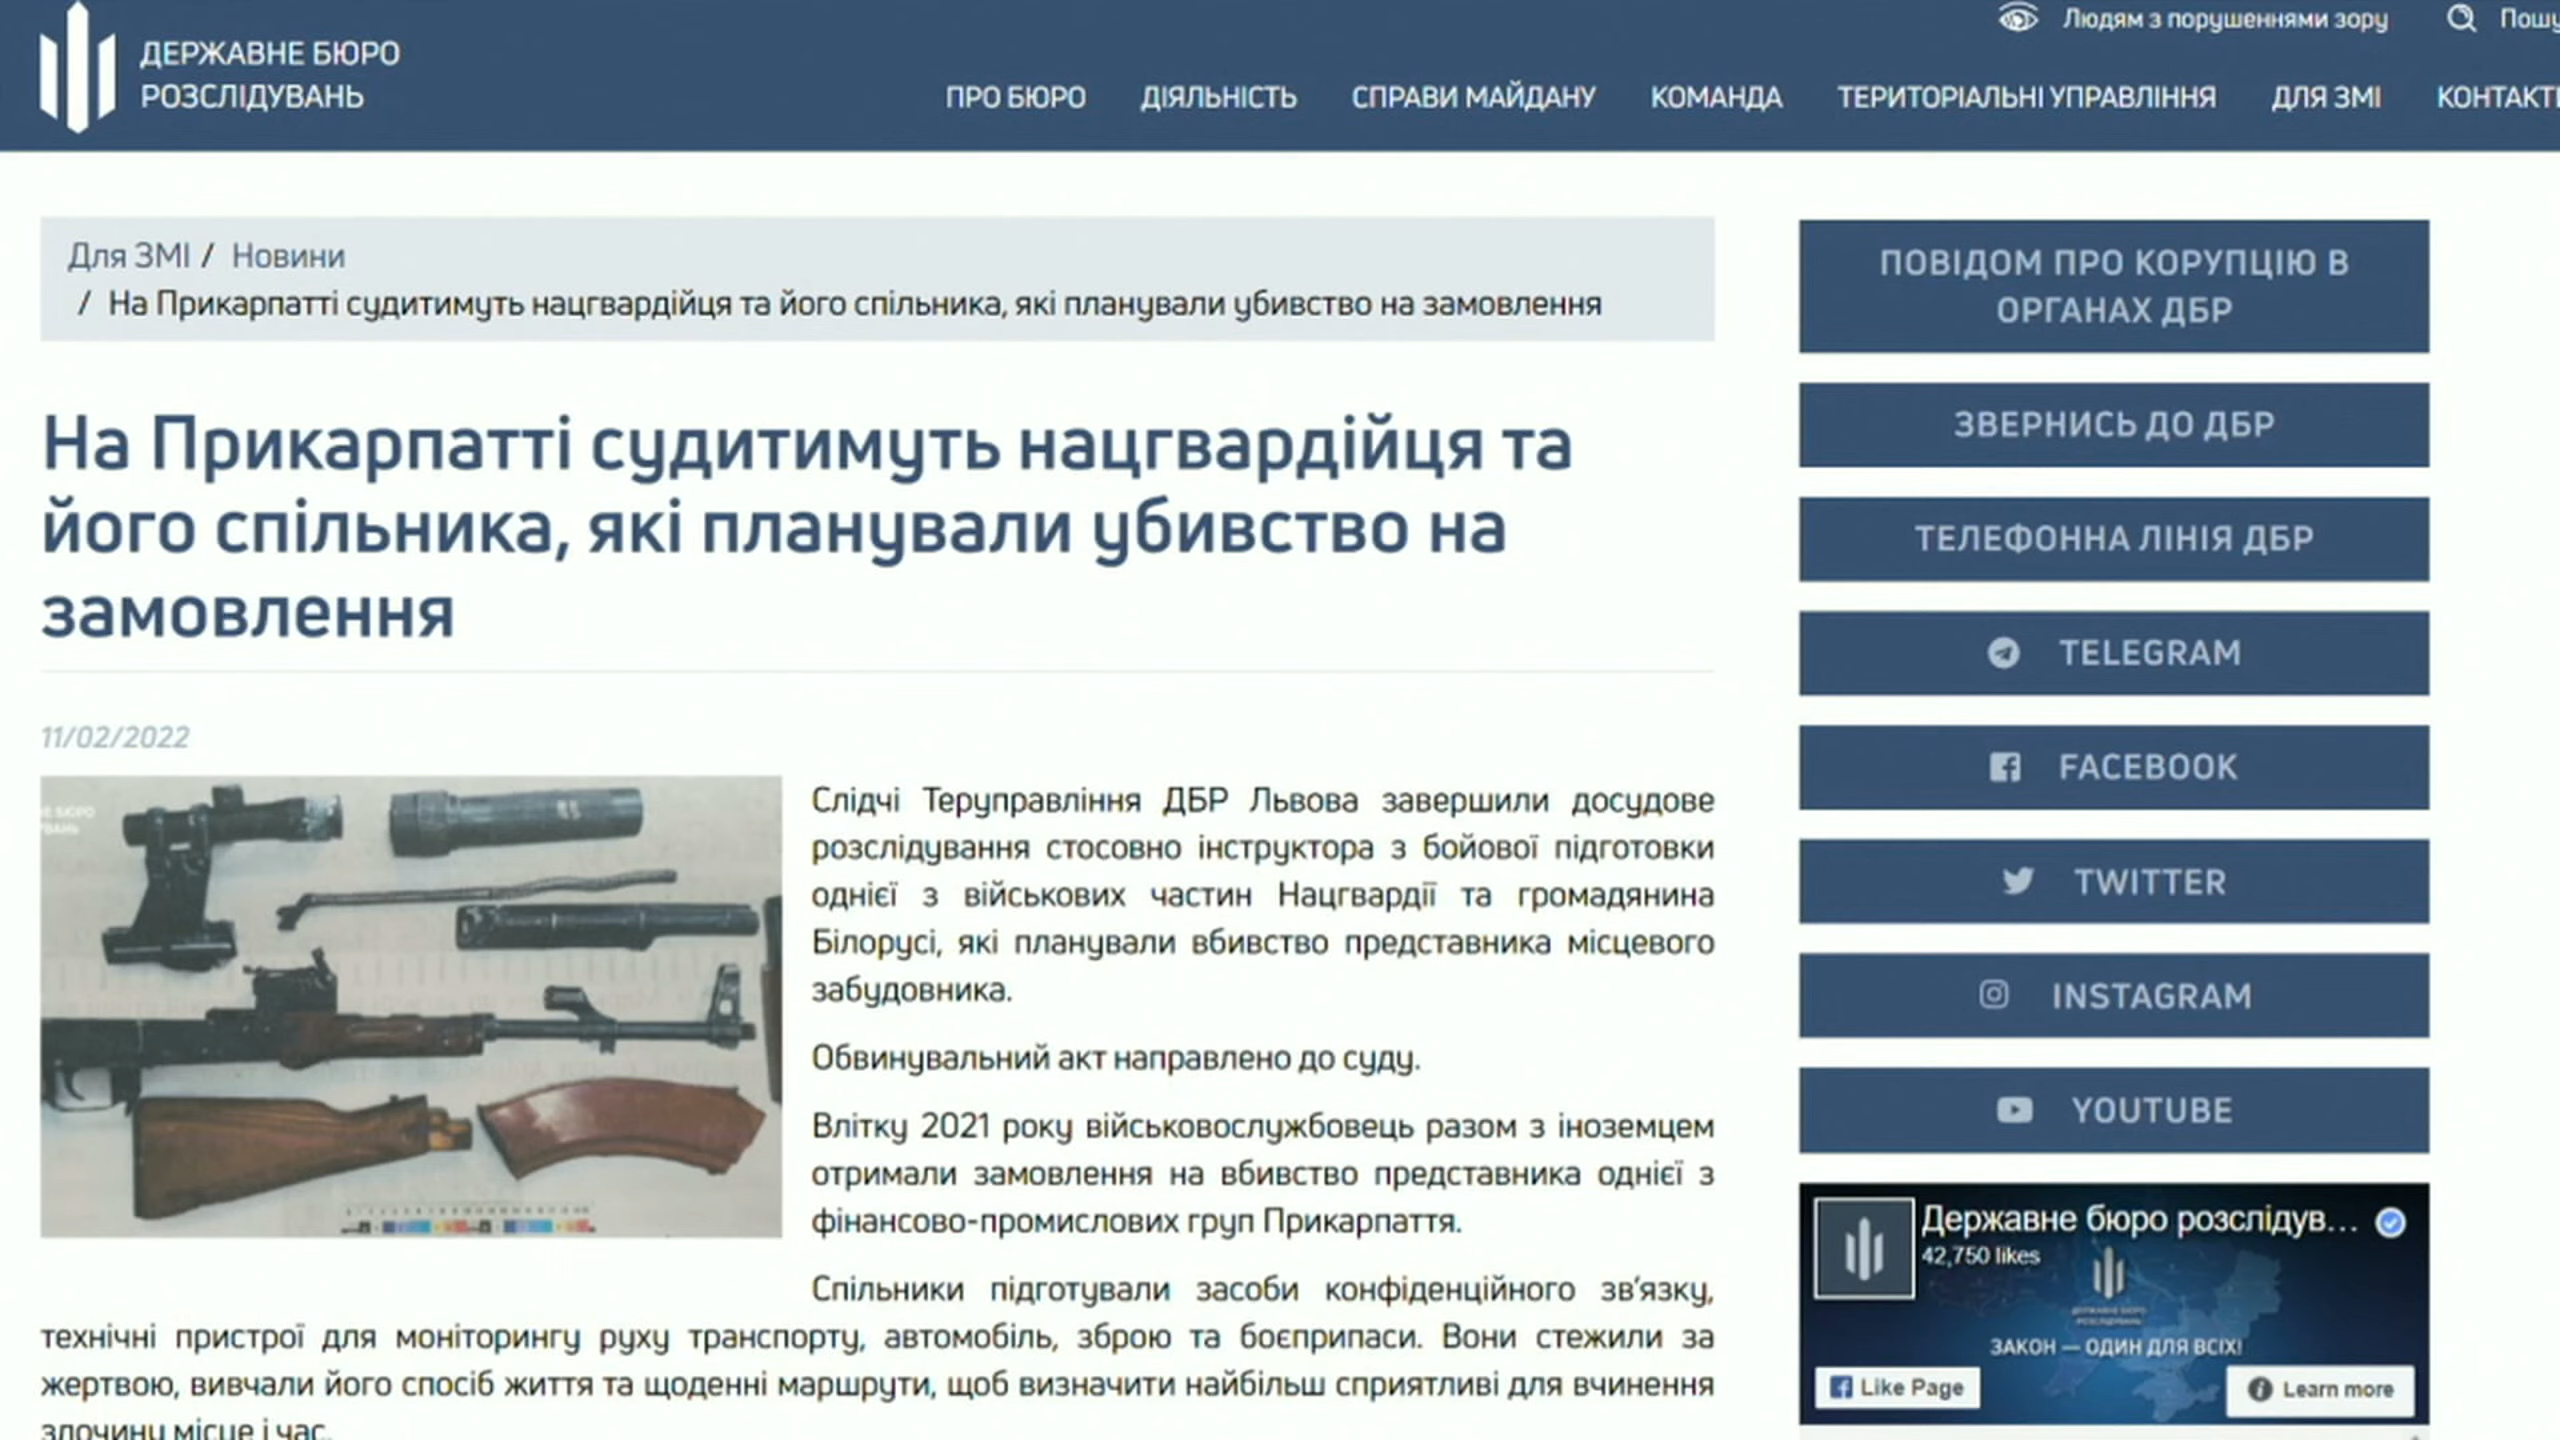 ДЕРЖАВНЕ БЮРО
РОЗСЛІДУВАНЬ
Людям з порушеннями зору
ПРО БЮРО ДІЯЛЬНІСТЬ СПРАВИ МАЙДАНУ КОМАНДА ТЕРИТОРІАЛЬНІ УПРАВЛІННЯ ДЛЯ ЗМІ
Для ЗМІ / Новини
/ На Прикарпатті судитимуть нацгвардійця та його спільника, які планували убивство на замовлення
На Прикарпатті судитимуть нацгвардійця та
його спільника, які планували убивство на
замовлення
11/02/2022
Слідчі Теруправління ДБР Львова завершили досудове
розслідування стосовно інструктора з бойової підготовки
однієї з військових частин Нацгвардії та громадянина
Білорусі, які планували вбивство представника місцевого
забудовника.
Обвинувальний акт направлено до суду.
Влітку 2021 року військовослужбовець разом з іноземцем
отримали замовлення на вбивство представника однієї з
фінансово-промислових груп Прикарпаття.
Спільники підготували засоби конфіденційного зв'язку,
технічні пристрої для моніторингу руху транспорту, автомобіль, зброю та боєприпаси. Вони стежили за
жертвою, вивчали його спосіб життя та щоденні маршрути, щоб визначити найбільш сприятливі для вчинення
злочину місце і час.
ПОВІДОМ ПРО КОРУПЦІЮ В
ОРГАНАХ ДБР
ЗВЕРНИСЬ ДО ДБР
ТЕЛЕФОННА ЛІНІЯ ДБР
TELEGRAM
FACEBOOK
TWITTER
INSTAGRAM
YOUTUBE
Державне бюро розслідув...
42,750 likes
ДЕРЖАВНЕ БЮРО
РОЗСЛІДУВАНЬ
ЗАКОН — ОДИН ДЛЯ ВСІХ!
Like Page
Learn more